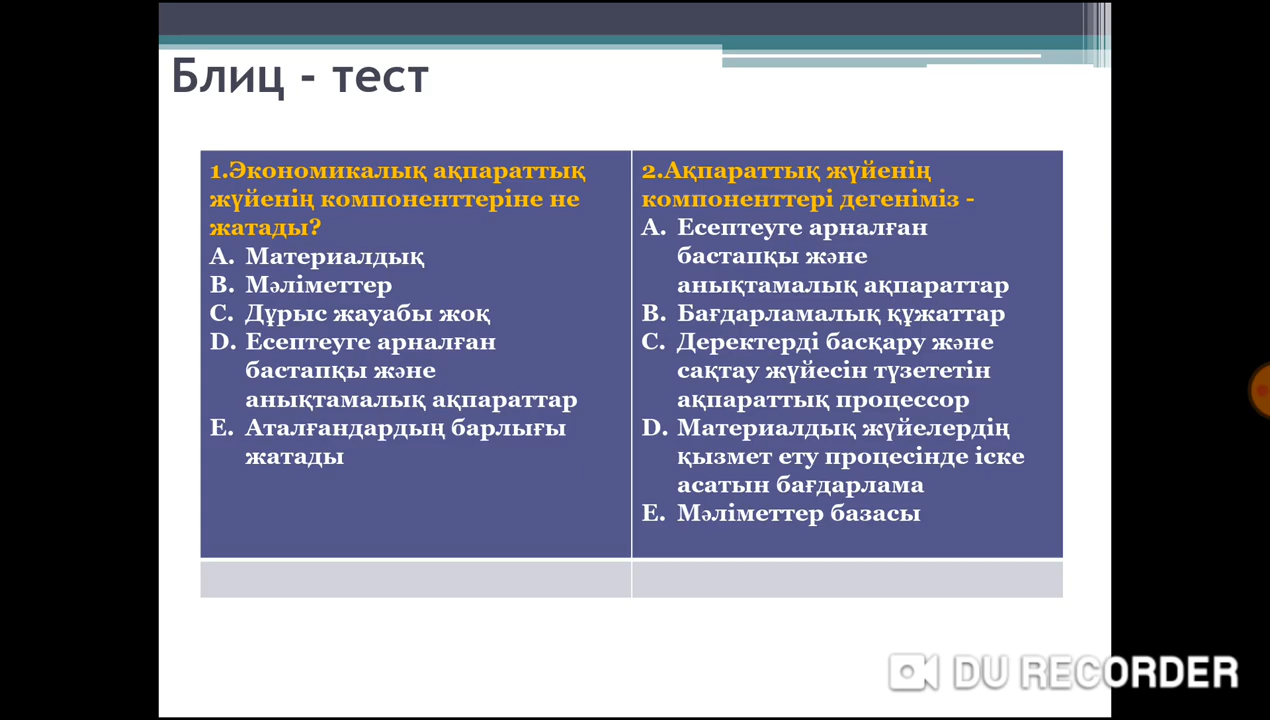 Блиц - тест
1.Экономикалық ақпараттық
жүйенің компоненттеріне не
жатады?
A. Материалдық
B. Мәліметтер
C. Дұрыс жауабы жоқ
D. Есептеуге арналған
бастапқы және
анықтамалық ақпараттар
E. Аталғандардың барлығы
жатады
2.Ақпараттық жүйенің
компоненттері дегеніміз -
A. Есептеуге арналған
бастапқы және
анықтамалық ақпараттар
B. Бағдарламалық құжаттар
C. Деректерді басқару және
сақтау жүйесін түзететін
ақпараттық процессор
D. Материалдық жүйелердің
қызмет ету процесінде іске
асатын бағдарлама
E. Мәліметтер базасы
DU RECORDER